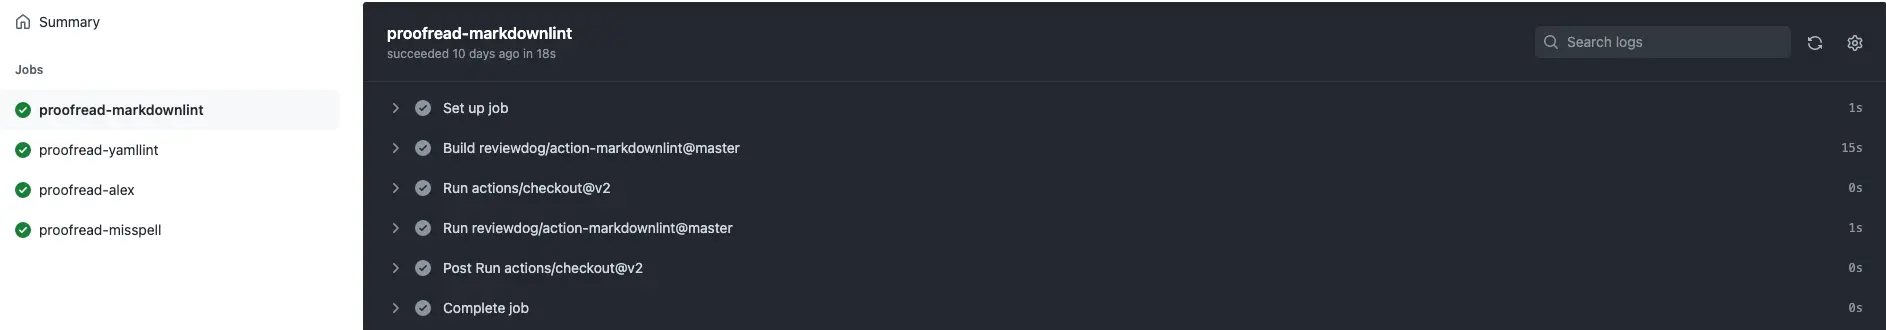 Summary
Jobs
proofread-markdownlint
proofread-yamllint
proofread-alex
proofread-misspell
proofread-markdownlint
succeeded 10 days ago in 18s
Search logs
Set up job 1s
Build reviewdog/action-markdownlint@master 15s
Run actions/checkout@v2 0s
Run reviewdog/action-markdownlint@master 1s
Post Run actions/checkout@v2 0s
Complete job 0s